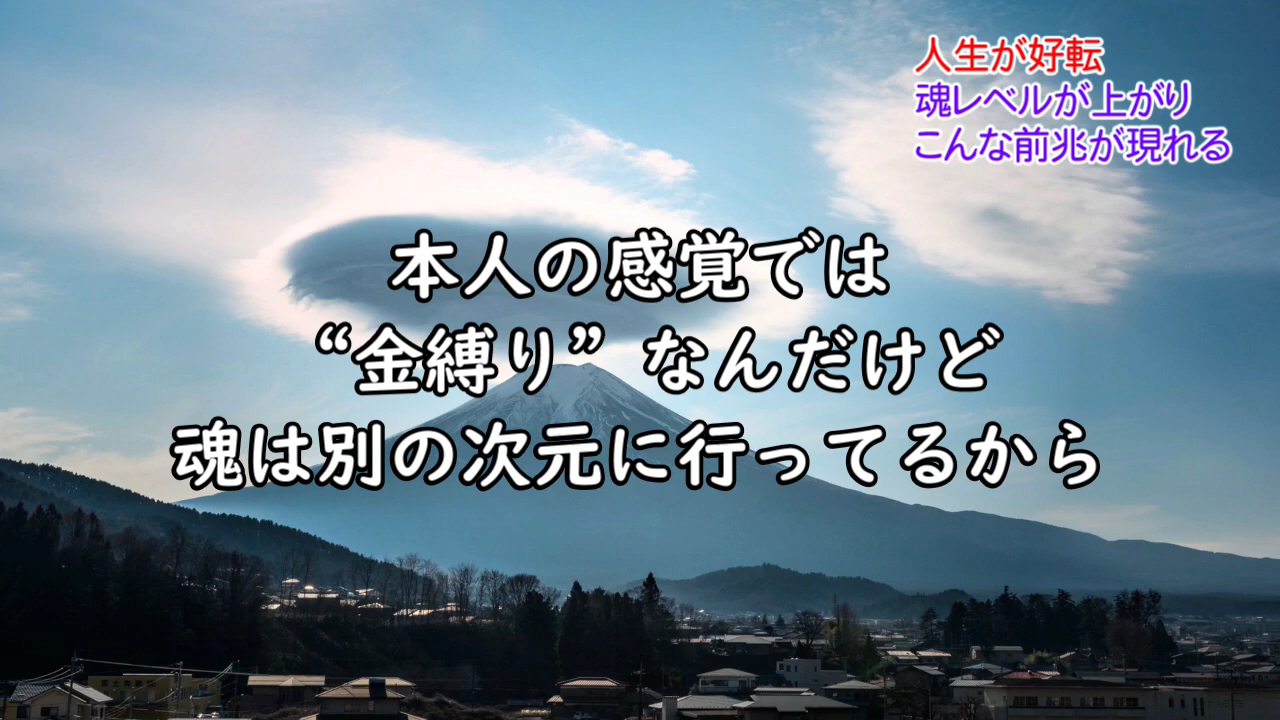 人生が好転
魂レベルが上がり
こんな前兆が現れる
本人の感覚では
“金縛り”なんだけど
魂は別の次元に行ってるから